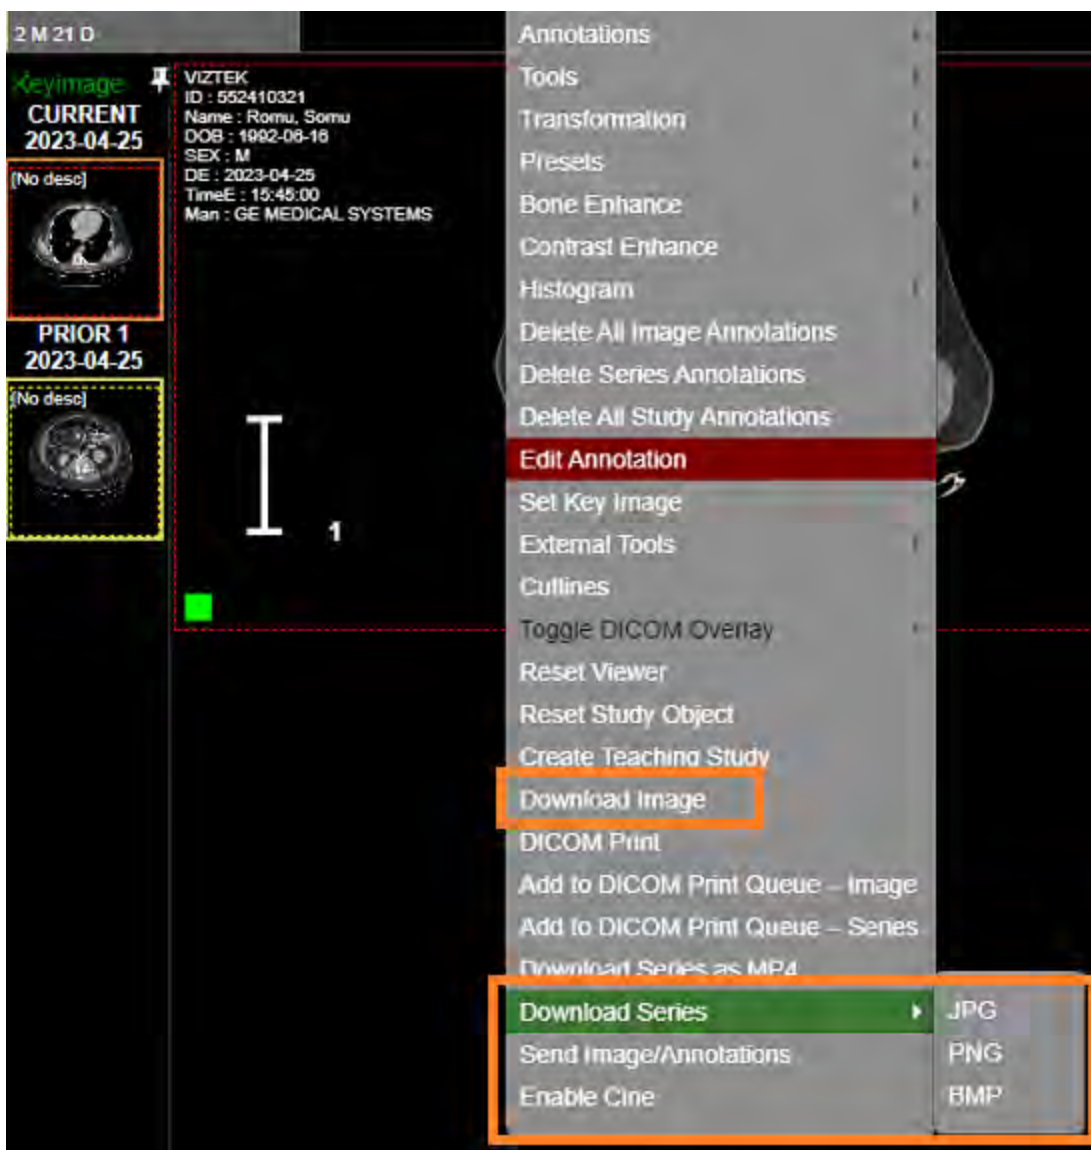 2 M 21 D
Keyimage
CURRENT
2023-04-25
[No desc]
PRIOR 1
2023-04-25
[No desc]
VIZTEK
ID : 552410321
Name : Romu, Somu
DOB : 1992-06-16
SEX : M
DE : 2023-04-25
TimeE : 15:45:00
Man : GE MEDICAL SYSTEMS
1
Annotations
Tools
Transformation
Presets
Bone Enhance
Contrast Enhance
Histogram
Delete All Image Annotations
Delete Series Annotations
Delete All Study Annotations
Edit Annotation
Set Key Image
External Tools
Cutlines
Toggle DICOM Overlay
Reset Viewer
Reset Study Object
Create Teaching Study
Download Image
DICOM Print
Add to DICOM Print Queue – Image
Add to DICOM Print Queue – Series
Download Series as MP4
Download Series
Send Image/Annotations
Enable Cine
JPG
PNG
BMP